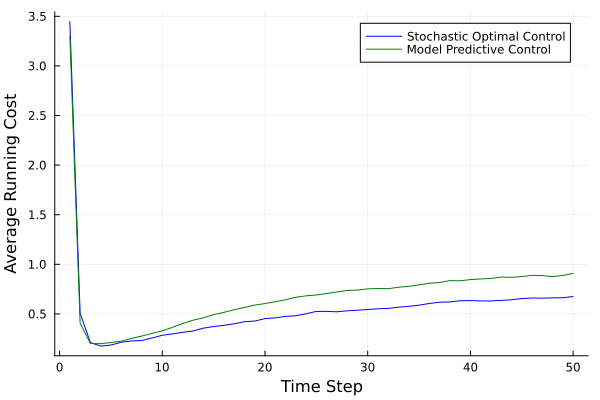 Average Running Cost
3.5
3.0
2.5
2.0
1.5
1.0
0.5
Stochastic Optimal Control
Model Predictive Control
0 10 20 30 40 50
Time Step